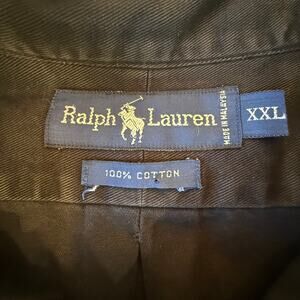 Ralph Lauren
MADE IN MALAYSIA
XXL
100% COTTON